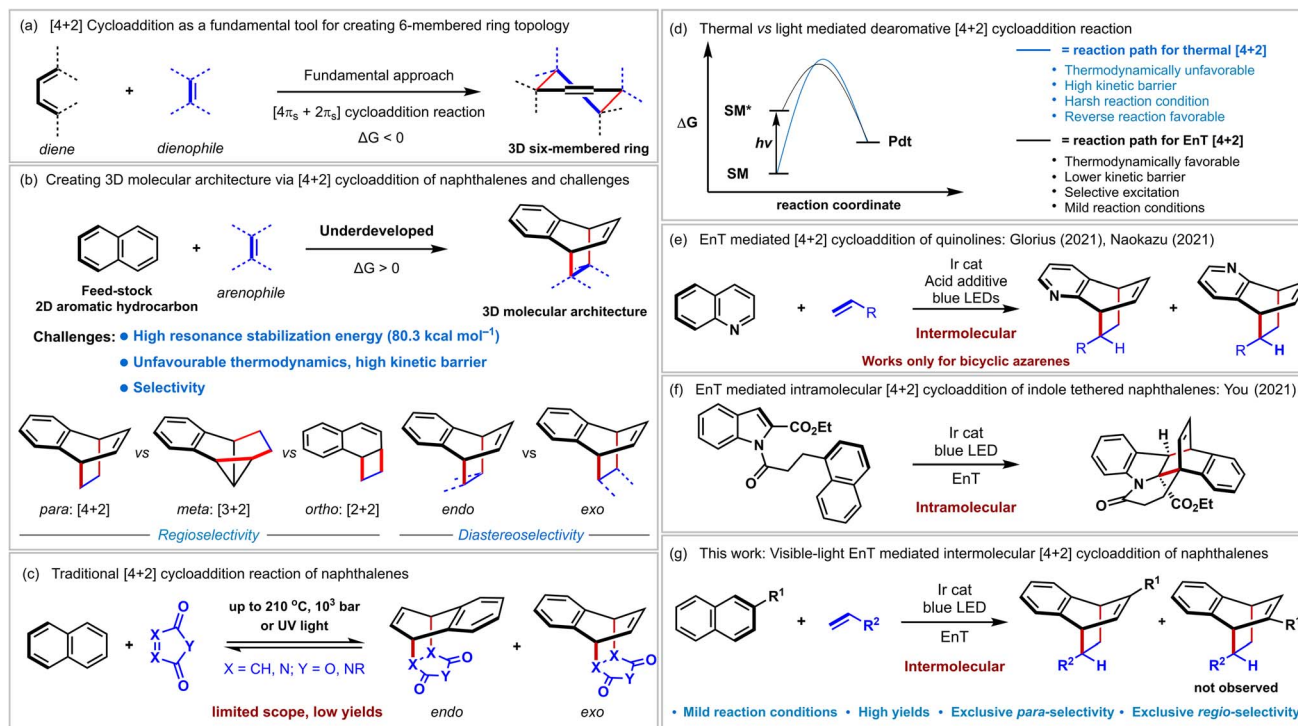 (a) [4+2] Cycloaddition as a fundamental tool for creating 6-membered ring topology
+
Fundamental approach
[4πs + 2πs] cycloaddition reaction
ΔG < 0
diene
dienophile
3D six-membered ring
(b) Creating 3D molecular architecture via [4+2] cycloaddition of naphthalenes and challenges
+
Underdeveloped
ΔG > 0
Feed-stock
2D aromatic hydrocarbon
arenophile
3D molecular architecture
Challenges:
• High resonance stabilization energy (80.3 kcal mol⁻¹)
• Unfavourable thermodynamics, high kinetic barrier
• Selectivity
vs
vs
vs
para: [4+2]
meta: [3+2]
ortho: [2+2]
endo
exo
Regioselectivity
Diastereoselectivity
(c) Traditional [4+2] cycloaddition reaction of naphthalenes
+
O
X
X
Y
O
up to 210 °C, 10³ bar
or UV light
X = CH, N; Y = O, NR
limited scope, low yields
X
X
O
Y
O
endo
+
X
X
O
Y
O
exo
(d) Thermal vs light mediated dearomative [4+2] cycloaddition reaction
ΔG
SM*
hν
SM
Pdt
reaction coordinate
= reaction path for thermal [4+2]
• Thermodynamically unfavorable
• High kinetic barrier
• Harsh reaction condition
• Reverse reaction favorable
= reaction path for EnT [4+2]
• Thermodynamically favorable
• Lower kinetic barrier
• Selective excitation
• Mild reaction conditions
(e) EnT mediated [4+2] cycloaddition of quinolines: Glorius (2021), Naokazu (2021)
N
+
R
Ir cat
Acid additive
blue LEDs
Intermolecular
Works only for bicyclic azarenes
N
R
H
+
N
R
H
(f) EnT mediated intramolecular [4+2] cycloaddition of indole tethered naphthalenes: You (2021)
CO₂Et
N
O
Ir cat
blue LED
EnT
Intramolecular
H
N
O
CO₂Et
(g) This work: Visible-light EnT mediated intermolecular [4+2] cycloaddition of naphthalenes
R¹
+
R²
Ir cat
blue LED
EnT
Intermolecular
R¹
R²
H
+
R¹
R²
H
not observed
• Mild reaction conditions • High yields • Exclusive para-selectivity • Exclusive regio-selectivity